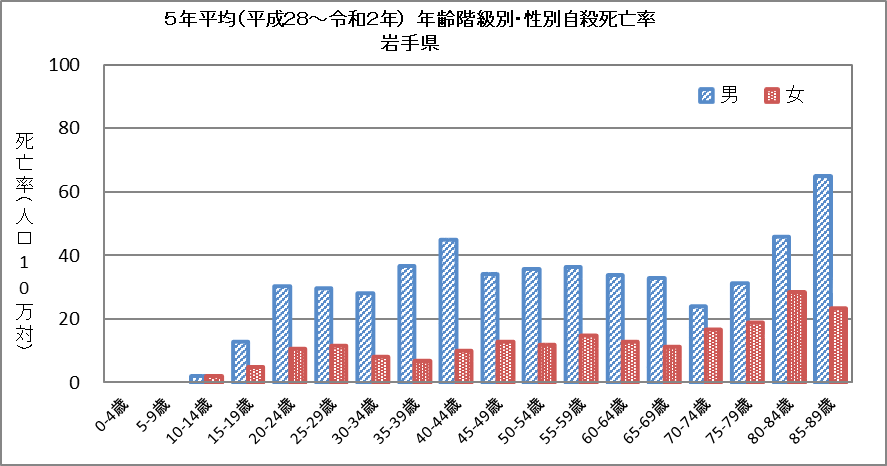 ５年平均(平成28～令和2年) 年齢階級別・性別自殺死亡率
岩手県
100
80
60
40
20
0
死亡率(人口10万対)
男
女
0-4歳
5-9歳
10-14歳
15-19歳
20-24歳
25-29歳
30-34歳
35-39歳
40-44歳
45-49歳
50-54歳
55-59歳
60-64歳
65-69歳
70-74歳
75-79歳
80-84歳
85-89歳